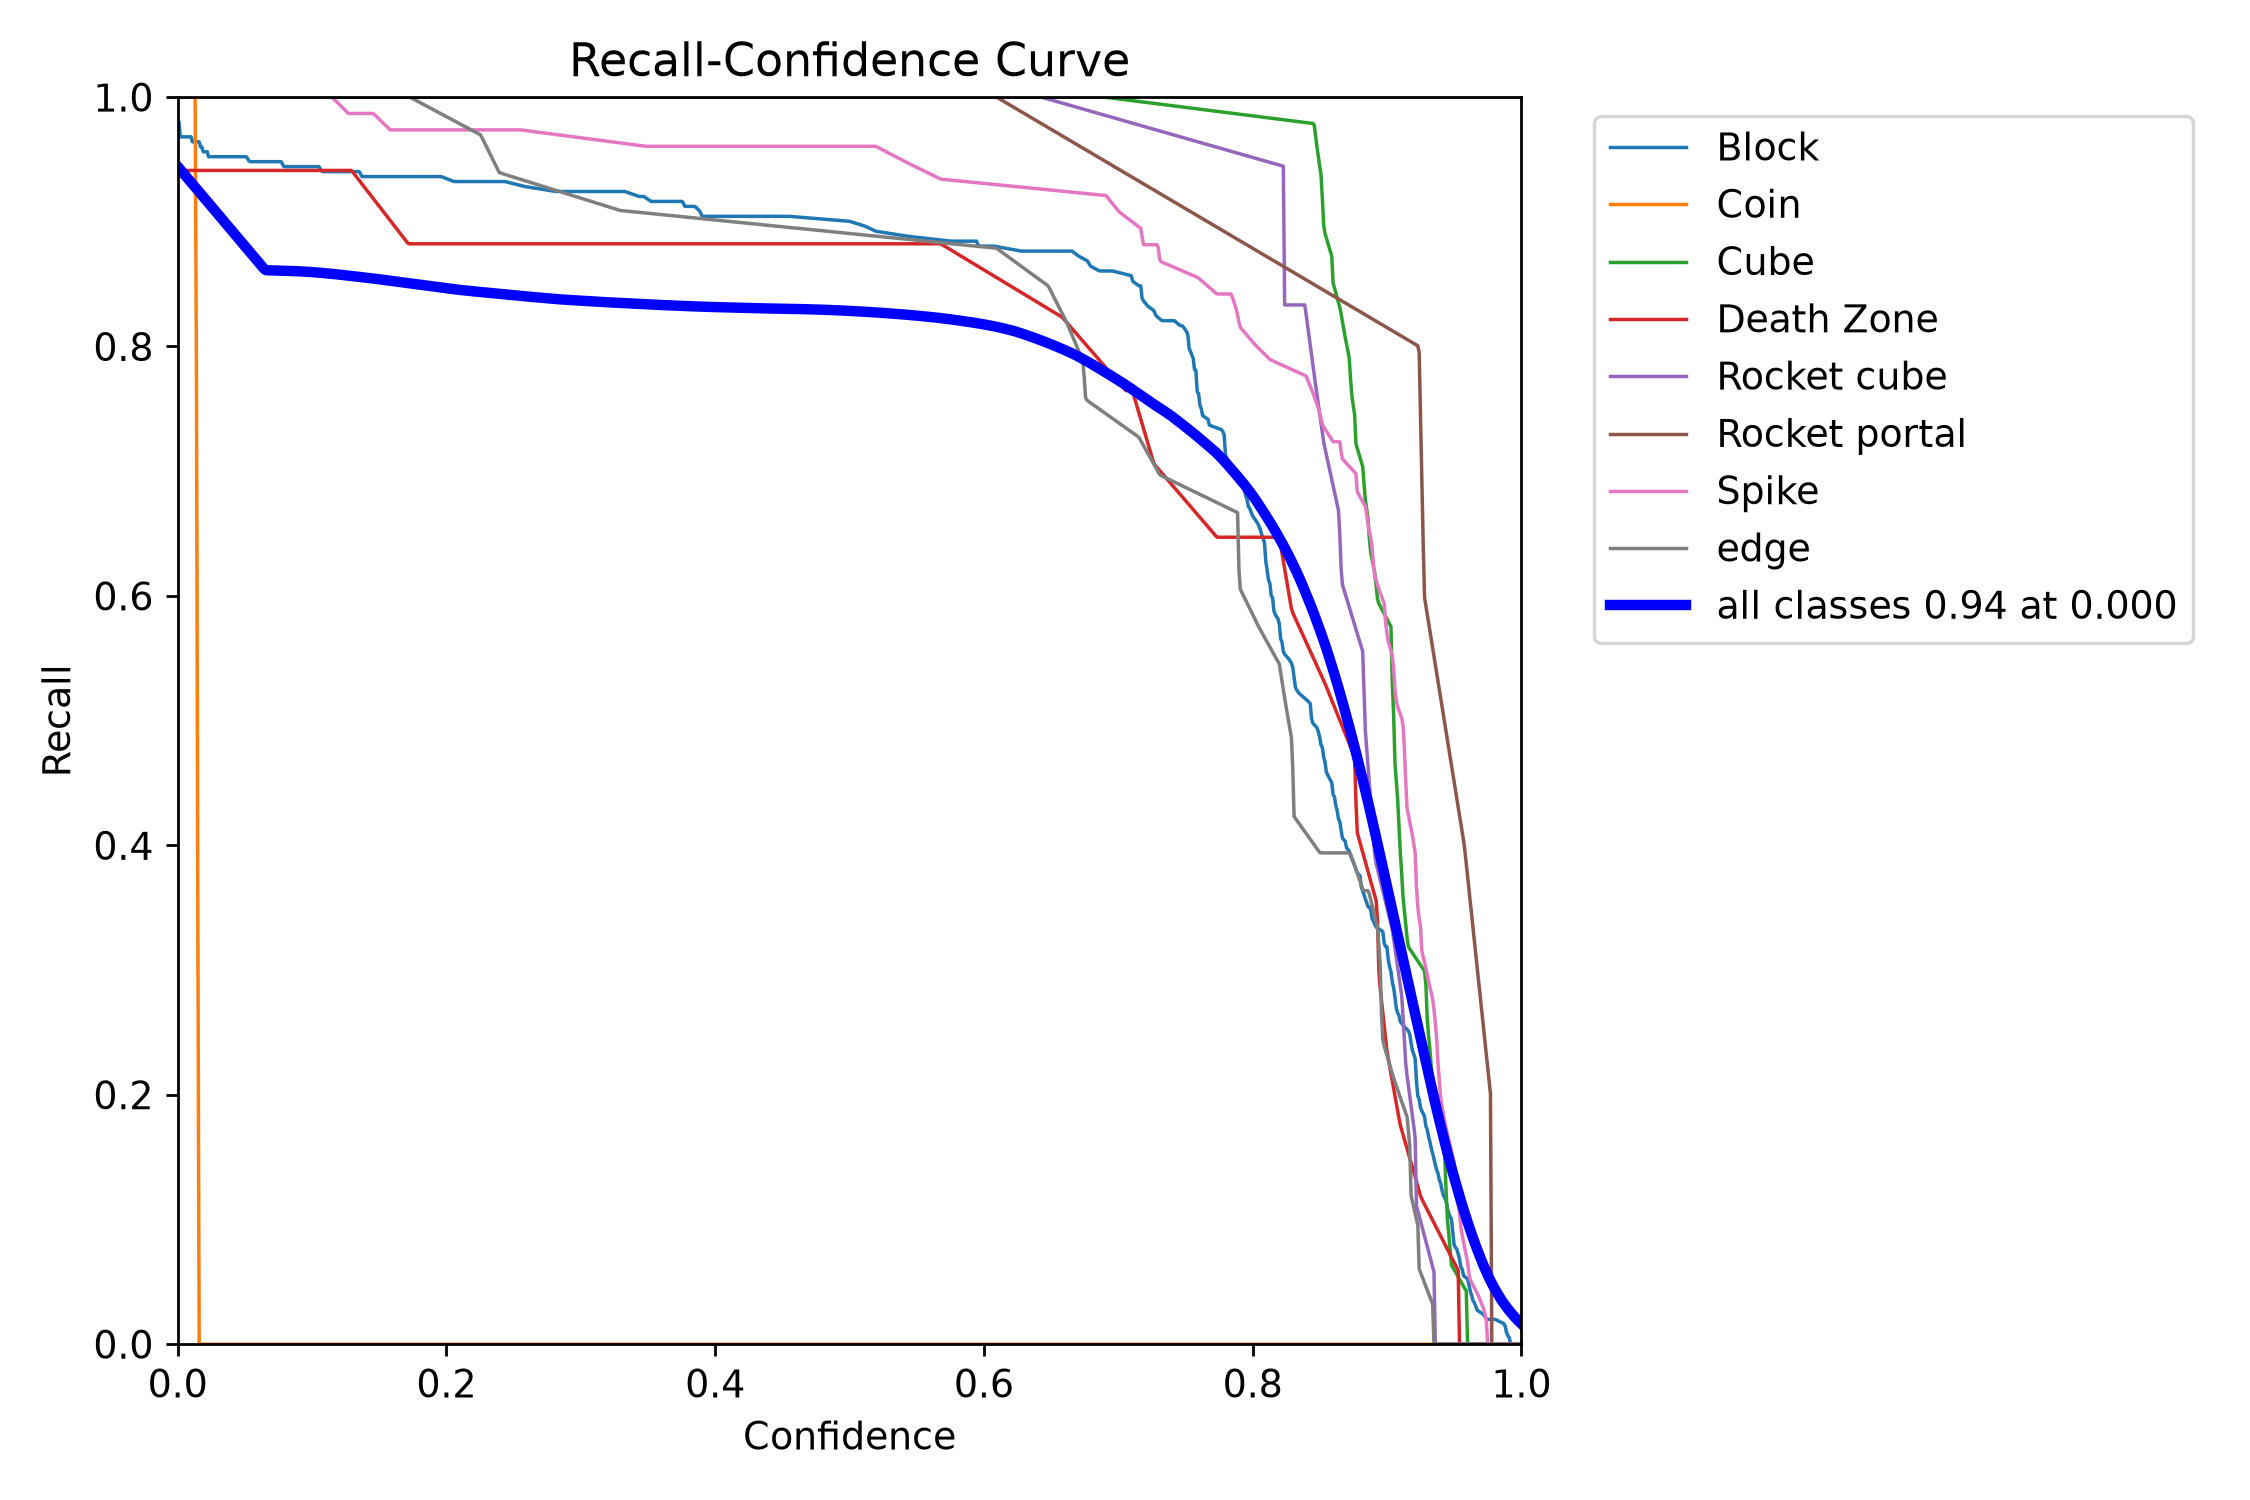 Recall-Confidence Curve
1.0
0.8
0.6
0.4
0.2
0.0
Recall
0.0 0.2 0.4 0.6 0.8 1.0
Confidence
Block
Coin
Cube
Death Zone
Rocket cube
Rocket portal
Spike
edge
all classes 0.94 at 0.000